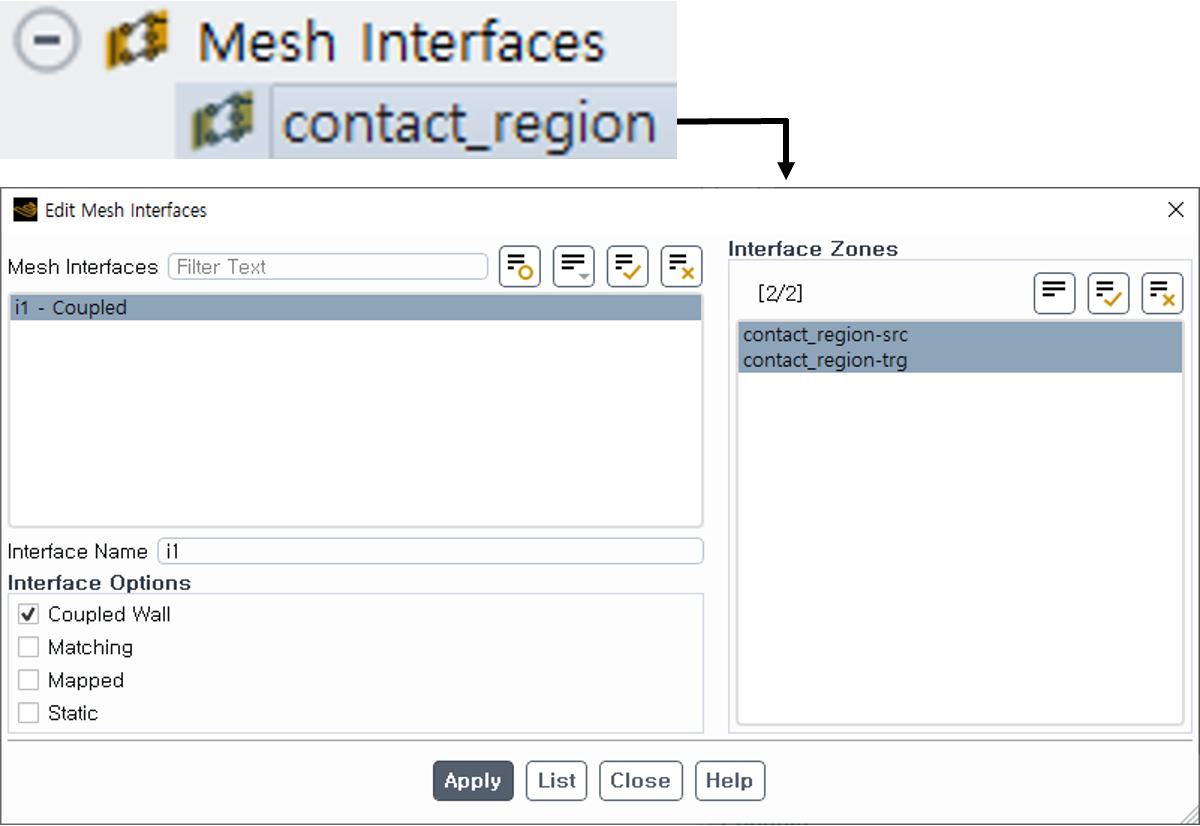 Mesh Interfaces
contact_region
Edit Mesh Interfaces
Mesh Interfaces Filter Text
i1 - Coupled
Interface Name i1
Interface Options
Coupled Wall
Matching
Mapped
Static
Interface Zones
[2/2]
contact_region-src
contact_region-trg
Apply List Close Help